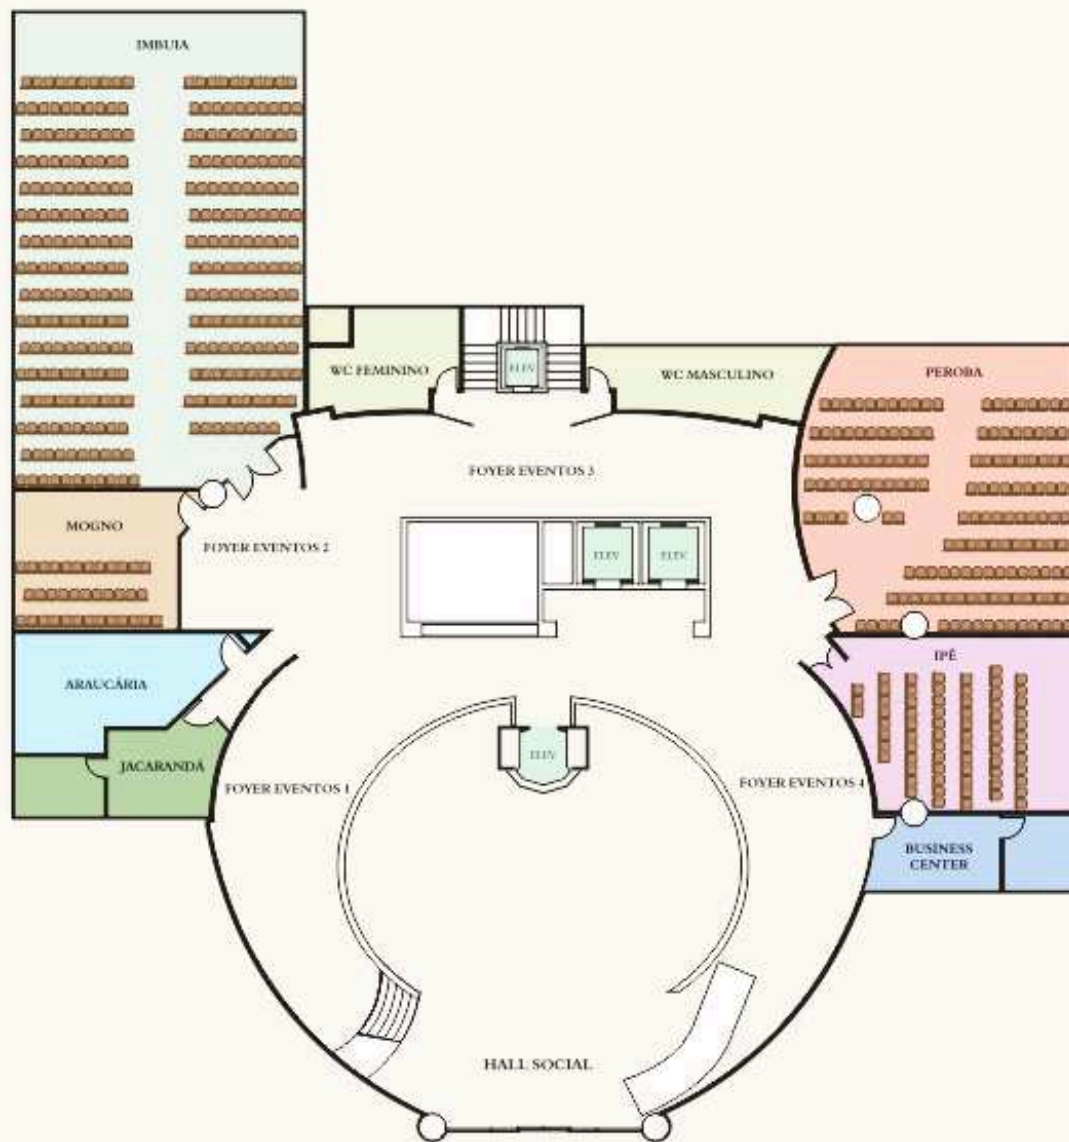 IMBUIA
WC FEMININO
ELEV
WC MASCULINO
PEROBA
FOYER EVENTOS 3
MOGNO
FOYER EVENTOS 2
ELEV
ELEV
IPÊ
ARAUCÁRIA
JACARANDÁ
ELEV
FOYER EVENTOS 1
FOYER EVENTOS 4
BUSINESS
CENTER
HALL SOCIAL